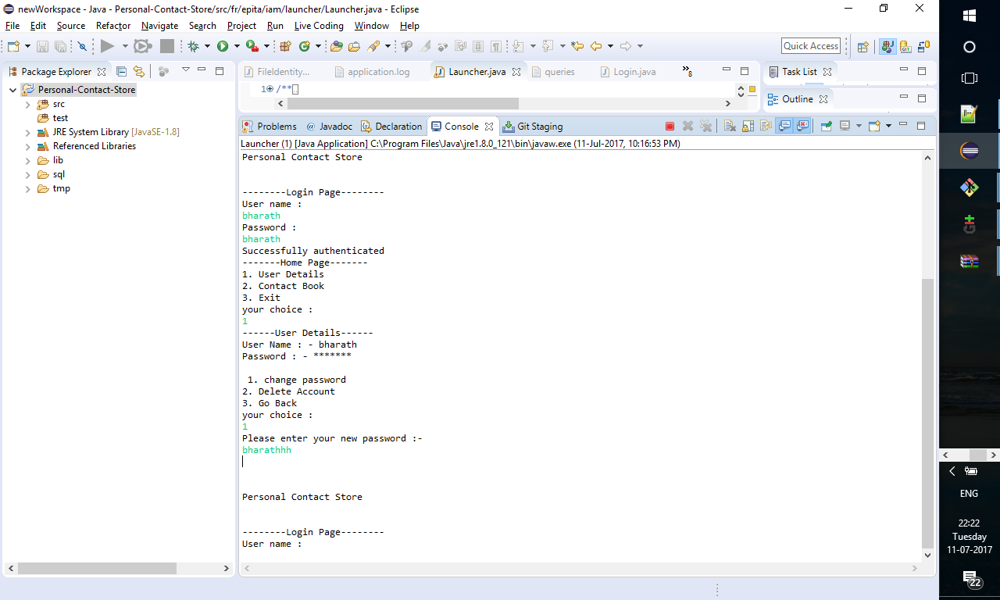 newWorkspace - Java - Personal-Contact-Store/src/fr/epita/iam/launcher/Launcher.java - Eclipse
File Edit Source Refactor Navigate Search Project Run Live Coding Window Help
Quick Access
Package Explorer
Personal-Contact-Store
src
test
JRE System Library [JavaSE-1.8]
Referenced Libraries
lib
sql
tmp
FileIdentity...
application.log
Launcher.java
queries
Login.java
»8
1 /**
Task List
Outline
Problems @ Javadoc Declaration Console Git Staging
Launcher (1) [Java Application] C:\Program Files\Java\jre1.8.0_121\bin\javaw.exe (11-Jul-2017, 10:16:53 PM)
Personal Contact Store
--------Login Page--------
User name :
bharath
Password :
bharath
Successfully authenticated
-------Home Page-------
1. User Details
2. Contact Book
3. Exit
your choice :
1
------User Details------
User Name : - bharath
Password : - *******
1. change password
2. Delete Account
3. Go Back
your choice :
1
Please enter your new password :-
bharathhh
Personal Contact Store
--------Login Page--------
User name :
ENG
22:22
Tuesday
11-07-2017
22